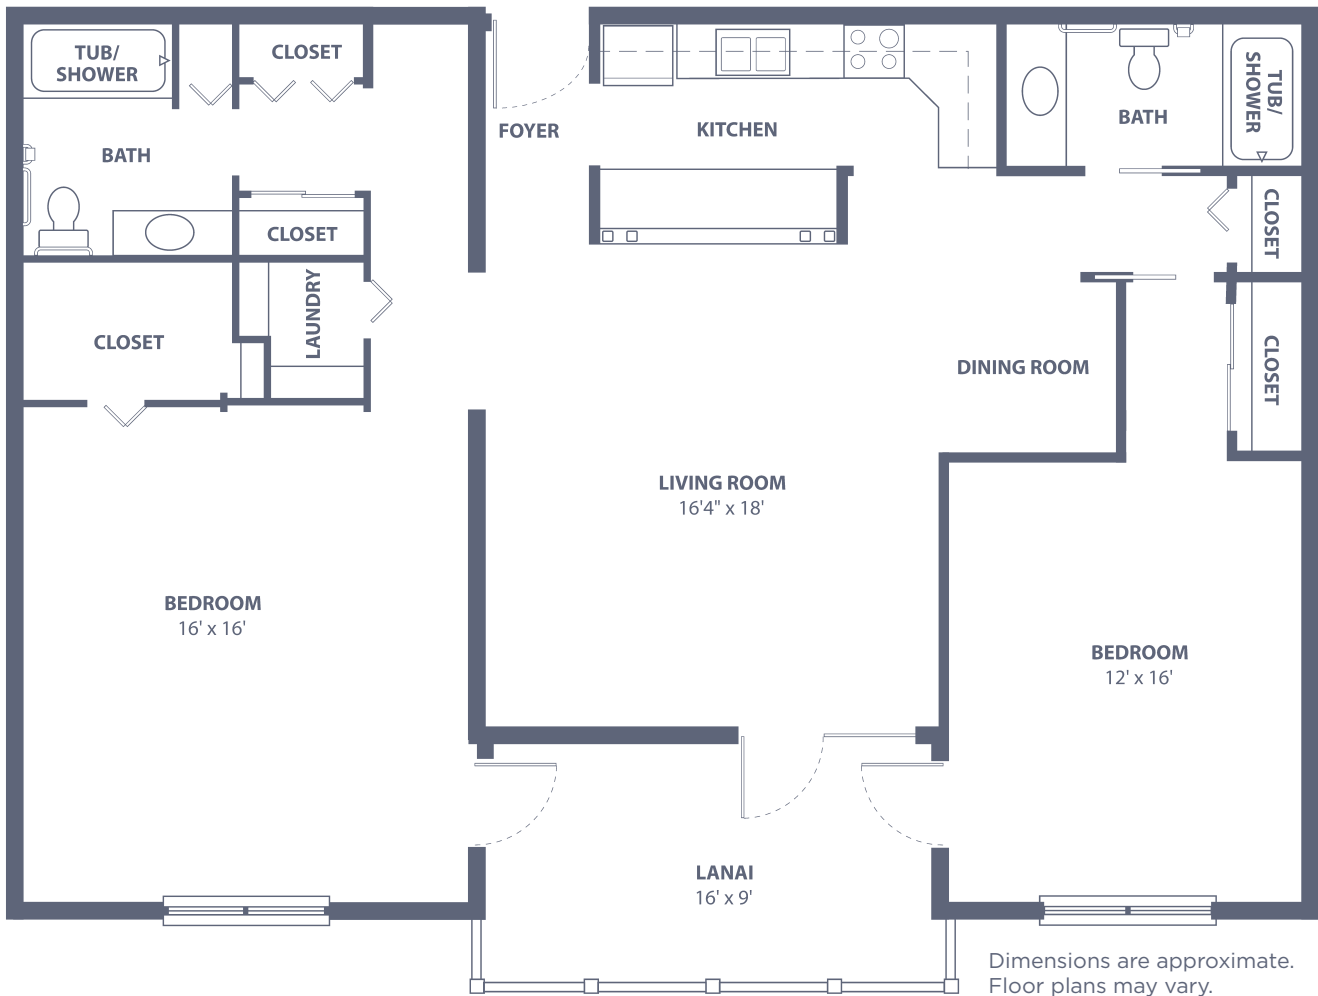 TUB/
SHOWER
CLOSET
BATH
CLOSET
CLOSET
LAUNDRY
BEDROOM
16' x 16'
FOYER
KITCHEN
BATH
TUB/
SHOWER
CLOSET
CLOSET
DINING ROOM
LIVING ROOM
16'4" x 18'
BEDROOM
12' x 16'
LANAI
16' x 9'
Dimensions are approximate.
Floor plans may vary.